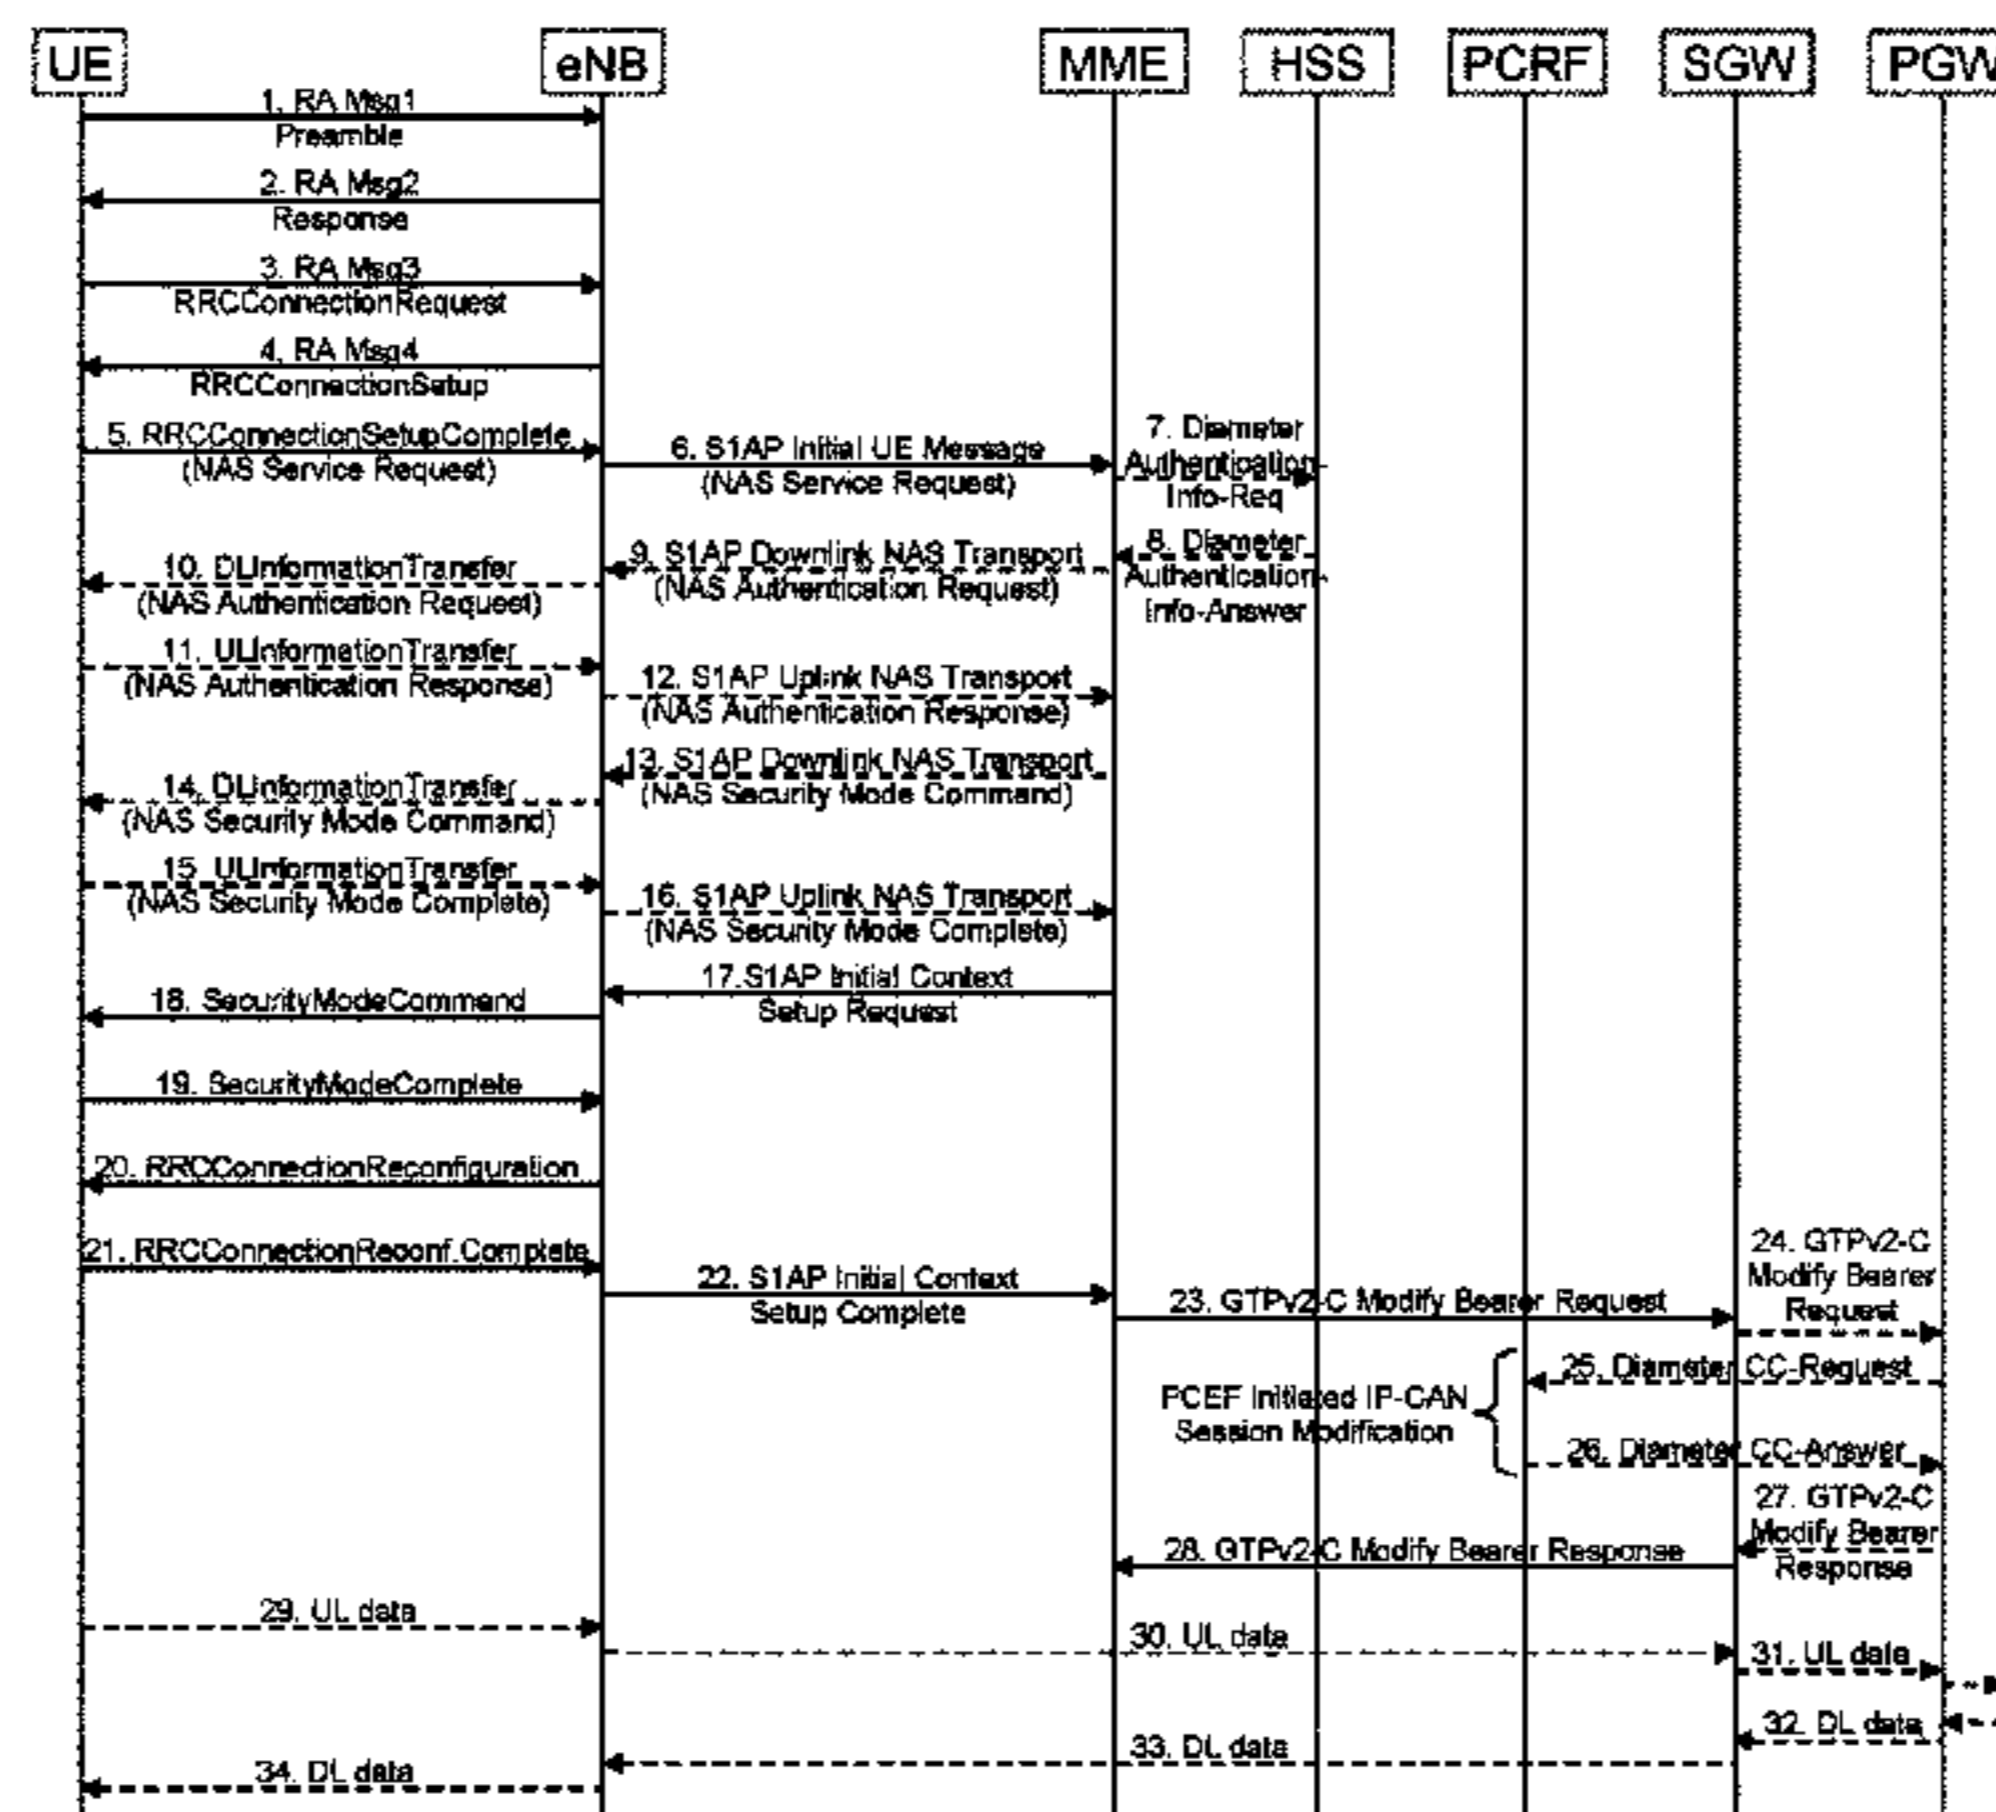 UE
eNB
MME
HSS
PCRF
SGW
PGW
1. RA Msg1
Preamble
2. RA Msg2
Response
3. RA Msg3
RRCConnectionRequest
4. RA Msg4
RRCConnectionSetup
5. RRCConnectionSetupComplete
(NAS Service Request)
6. S1AP Initial UE Message
(NAS Service Request)
7. Diameter
Authentication-
Info-Req
8. Diameter
Authentication-
Info-Answer
9. S1AP Downlink NAS Transport
(NAS Authentication Request)
10. DLInformationTransfer
(NAS Authentication Request)
11. ULInformationTransfer
(NAS Authentication Response)
12. S1AP Uplink NAS Transport
(NAS Authentication Response)
13. S1AP Downlink NAS Transport
(NAS Security Mode Command)
14. DLInformationTransfer
(NAS Security Mode Command)
15. ULInformationTransfer
(NAS Security Mode Complete)
16. S1AP Uplink NAS Transport
(NAS Security Mode Complete)
17.S1AP Initial Context
Setup Request
18. SecurityModeCommand
19. SecurityModeComplete
20. RRCConnectionReconfiguration
21. RRCConnectionReconf.Complete
22. S1AP Initial Context
Setup Complete
23. GTPv2-C Modify Bearer Request
24. GTPv2-C
Modify Bearer
Request
25. Diameter CC-Request
PCEF Initiated IP-CAN
Session Modification
26. Diameter CC-Answer
27. GTPv2-C
Modify Bearer
Response
28. GTPv2-C Modify Bearer Response
29. UL data
30. UL data
31. UL data
32. DL data
33. DL data
34. DL data